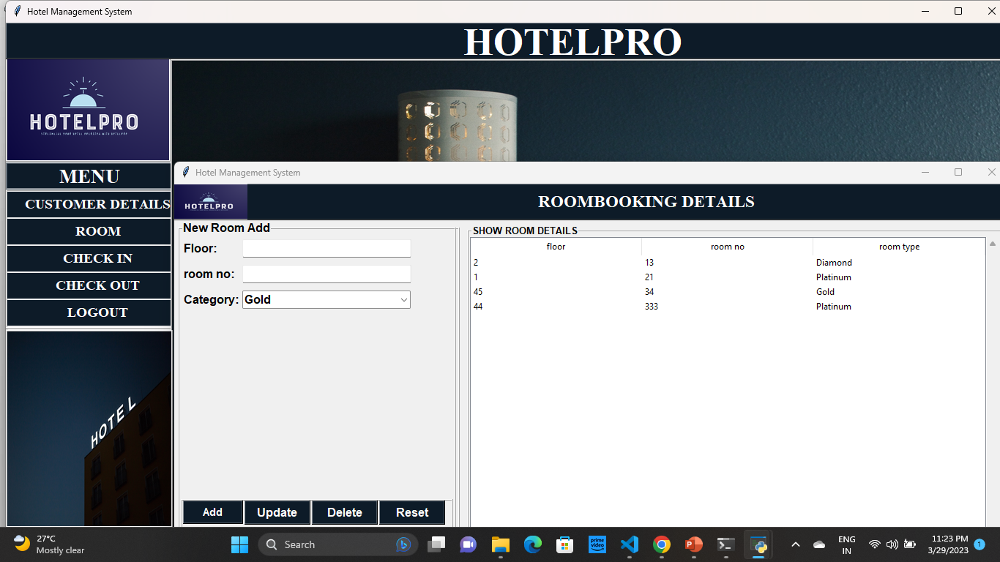 Hotel Management System
HOTELPRO
HOTELPRO
MENU
CUSTOMER DETAILS
ROOM
CHECK IN
CHECK OUT
LOGOUT
HOTEL
Hotel Management System
HOTELPRO
ROOMBOOKING DETAILS
New Room Add
Floor:
room no:
Category: Gold
Add Update Delete Reset
SHOW ROOM DETAILS
floor room no room type
2 13 Diamond
1 21 Platinum
45 34 Gold
44 333 Platinum
27°C
Mostly clear
Search
prime video
ENG
IN
11:23 PM
3/29/2023
1